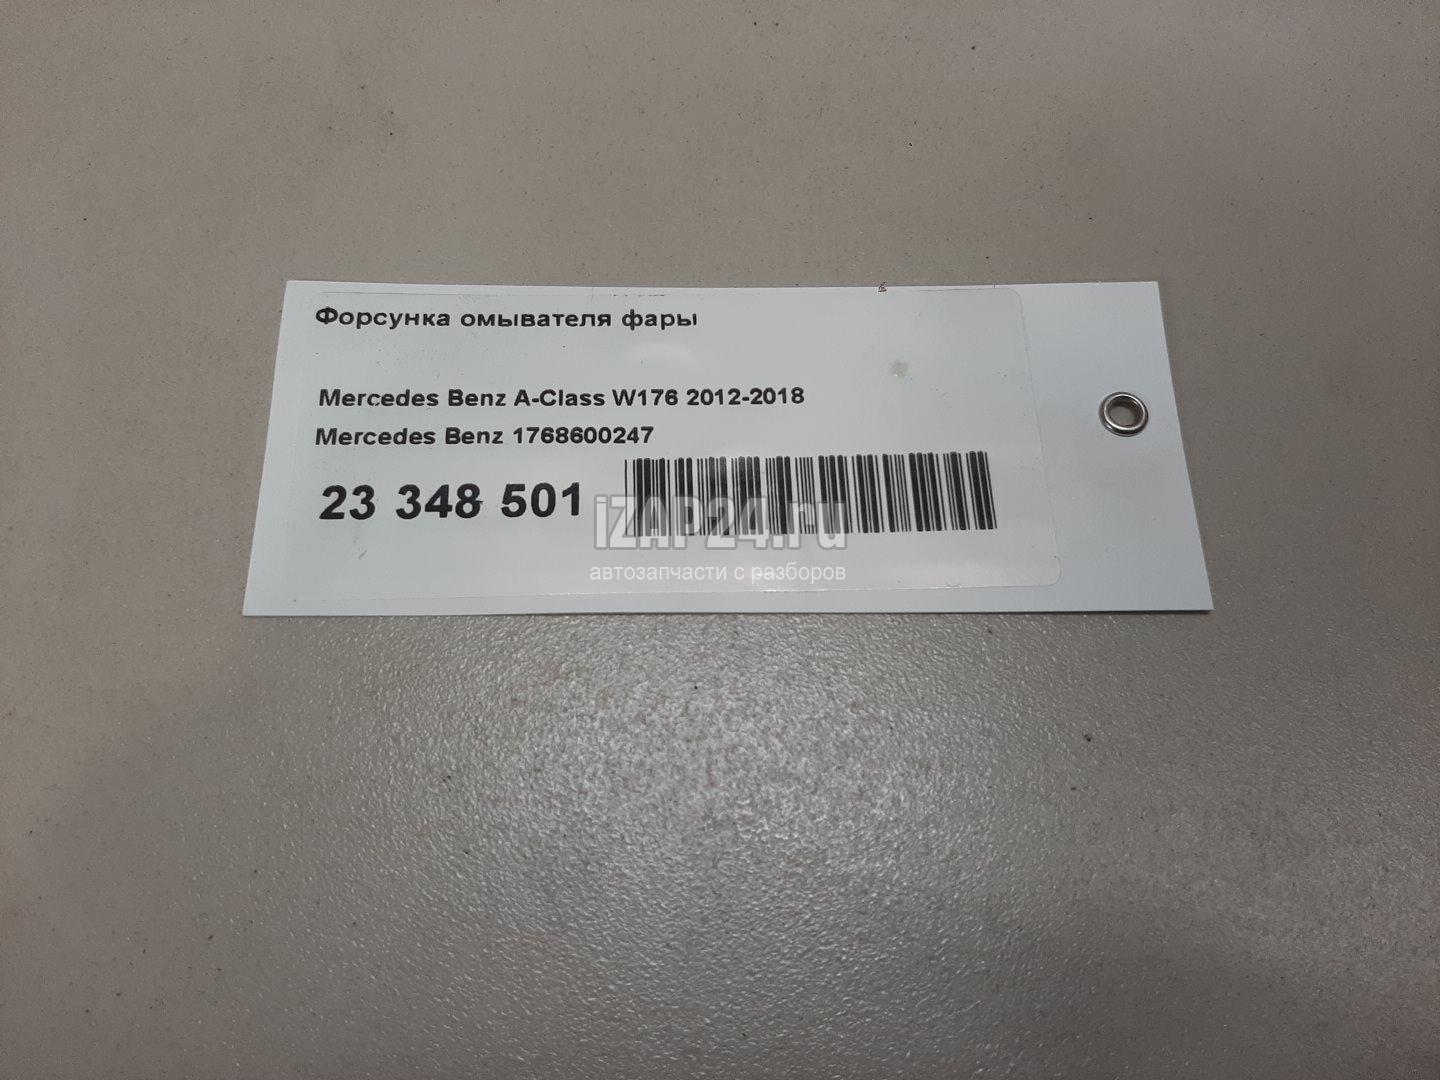 Форсунка омывателя фары
Mercedes Benz A-Class W176 2012-2018
Mercedes Benz 1768600247
23 348 501
iZAP24.ru
автозапчасти с разборов